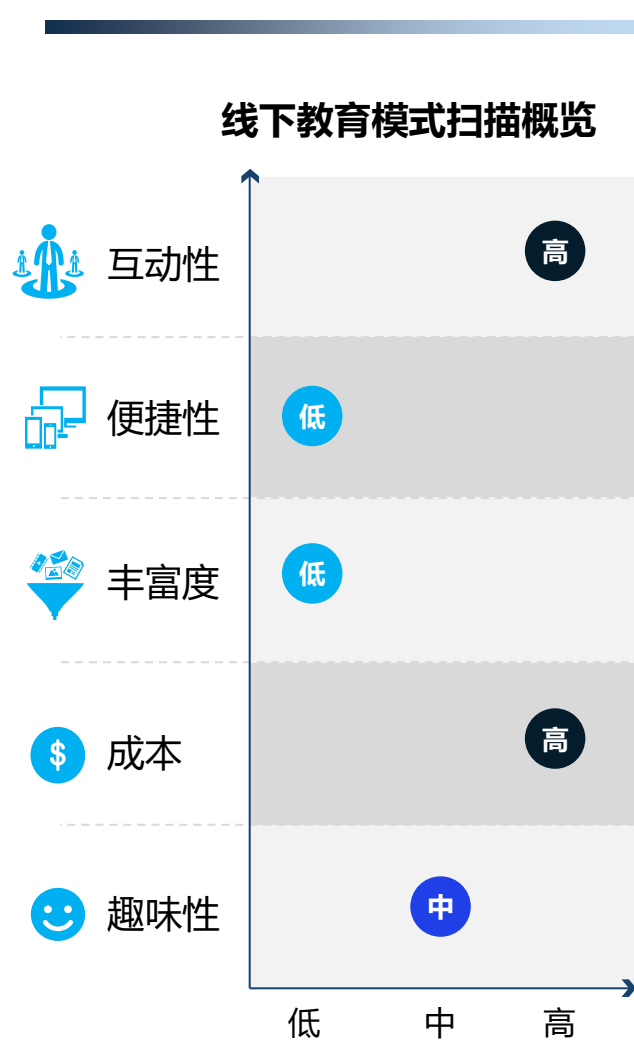 线下教育模式扫描概览
互动性 高
便捷性 低
丰富度 低
$ 成本 高
趣味性 中
低 中 高